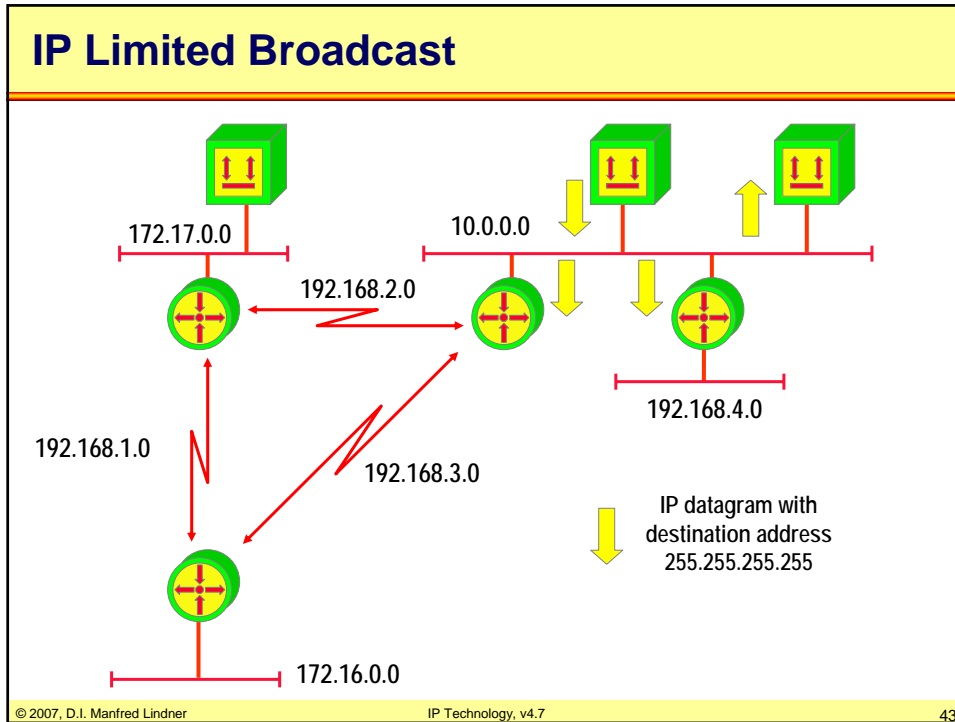 IP Limited Broadcast
172.17.0.0
10.0.0.0
192.168.2.0
192.168.4.0
192.168.1.0
192.168.3.0
IP datagram with
destination address
255.255.255.255
172.16.0.0
© 2007, D.I. Manfred Lindner
IP Technology, v4.7
43